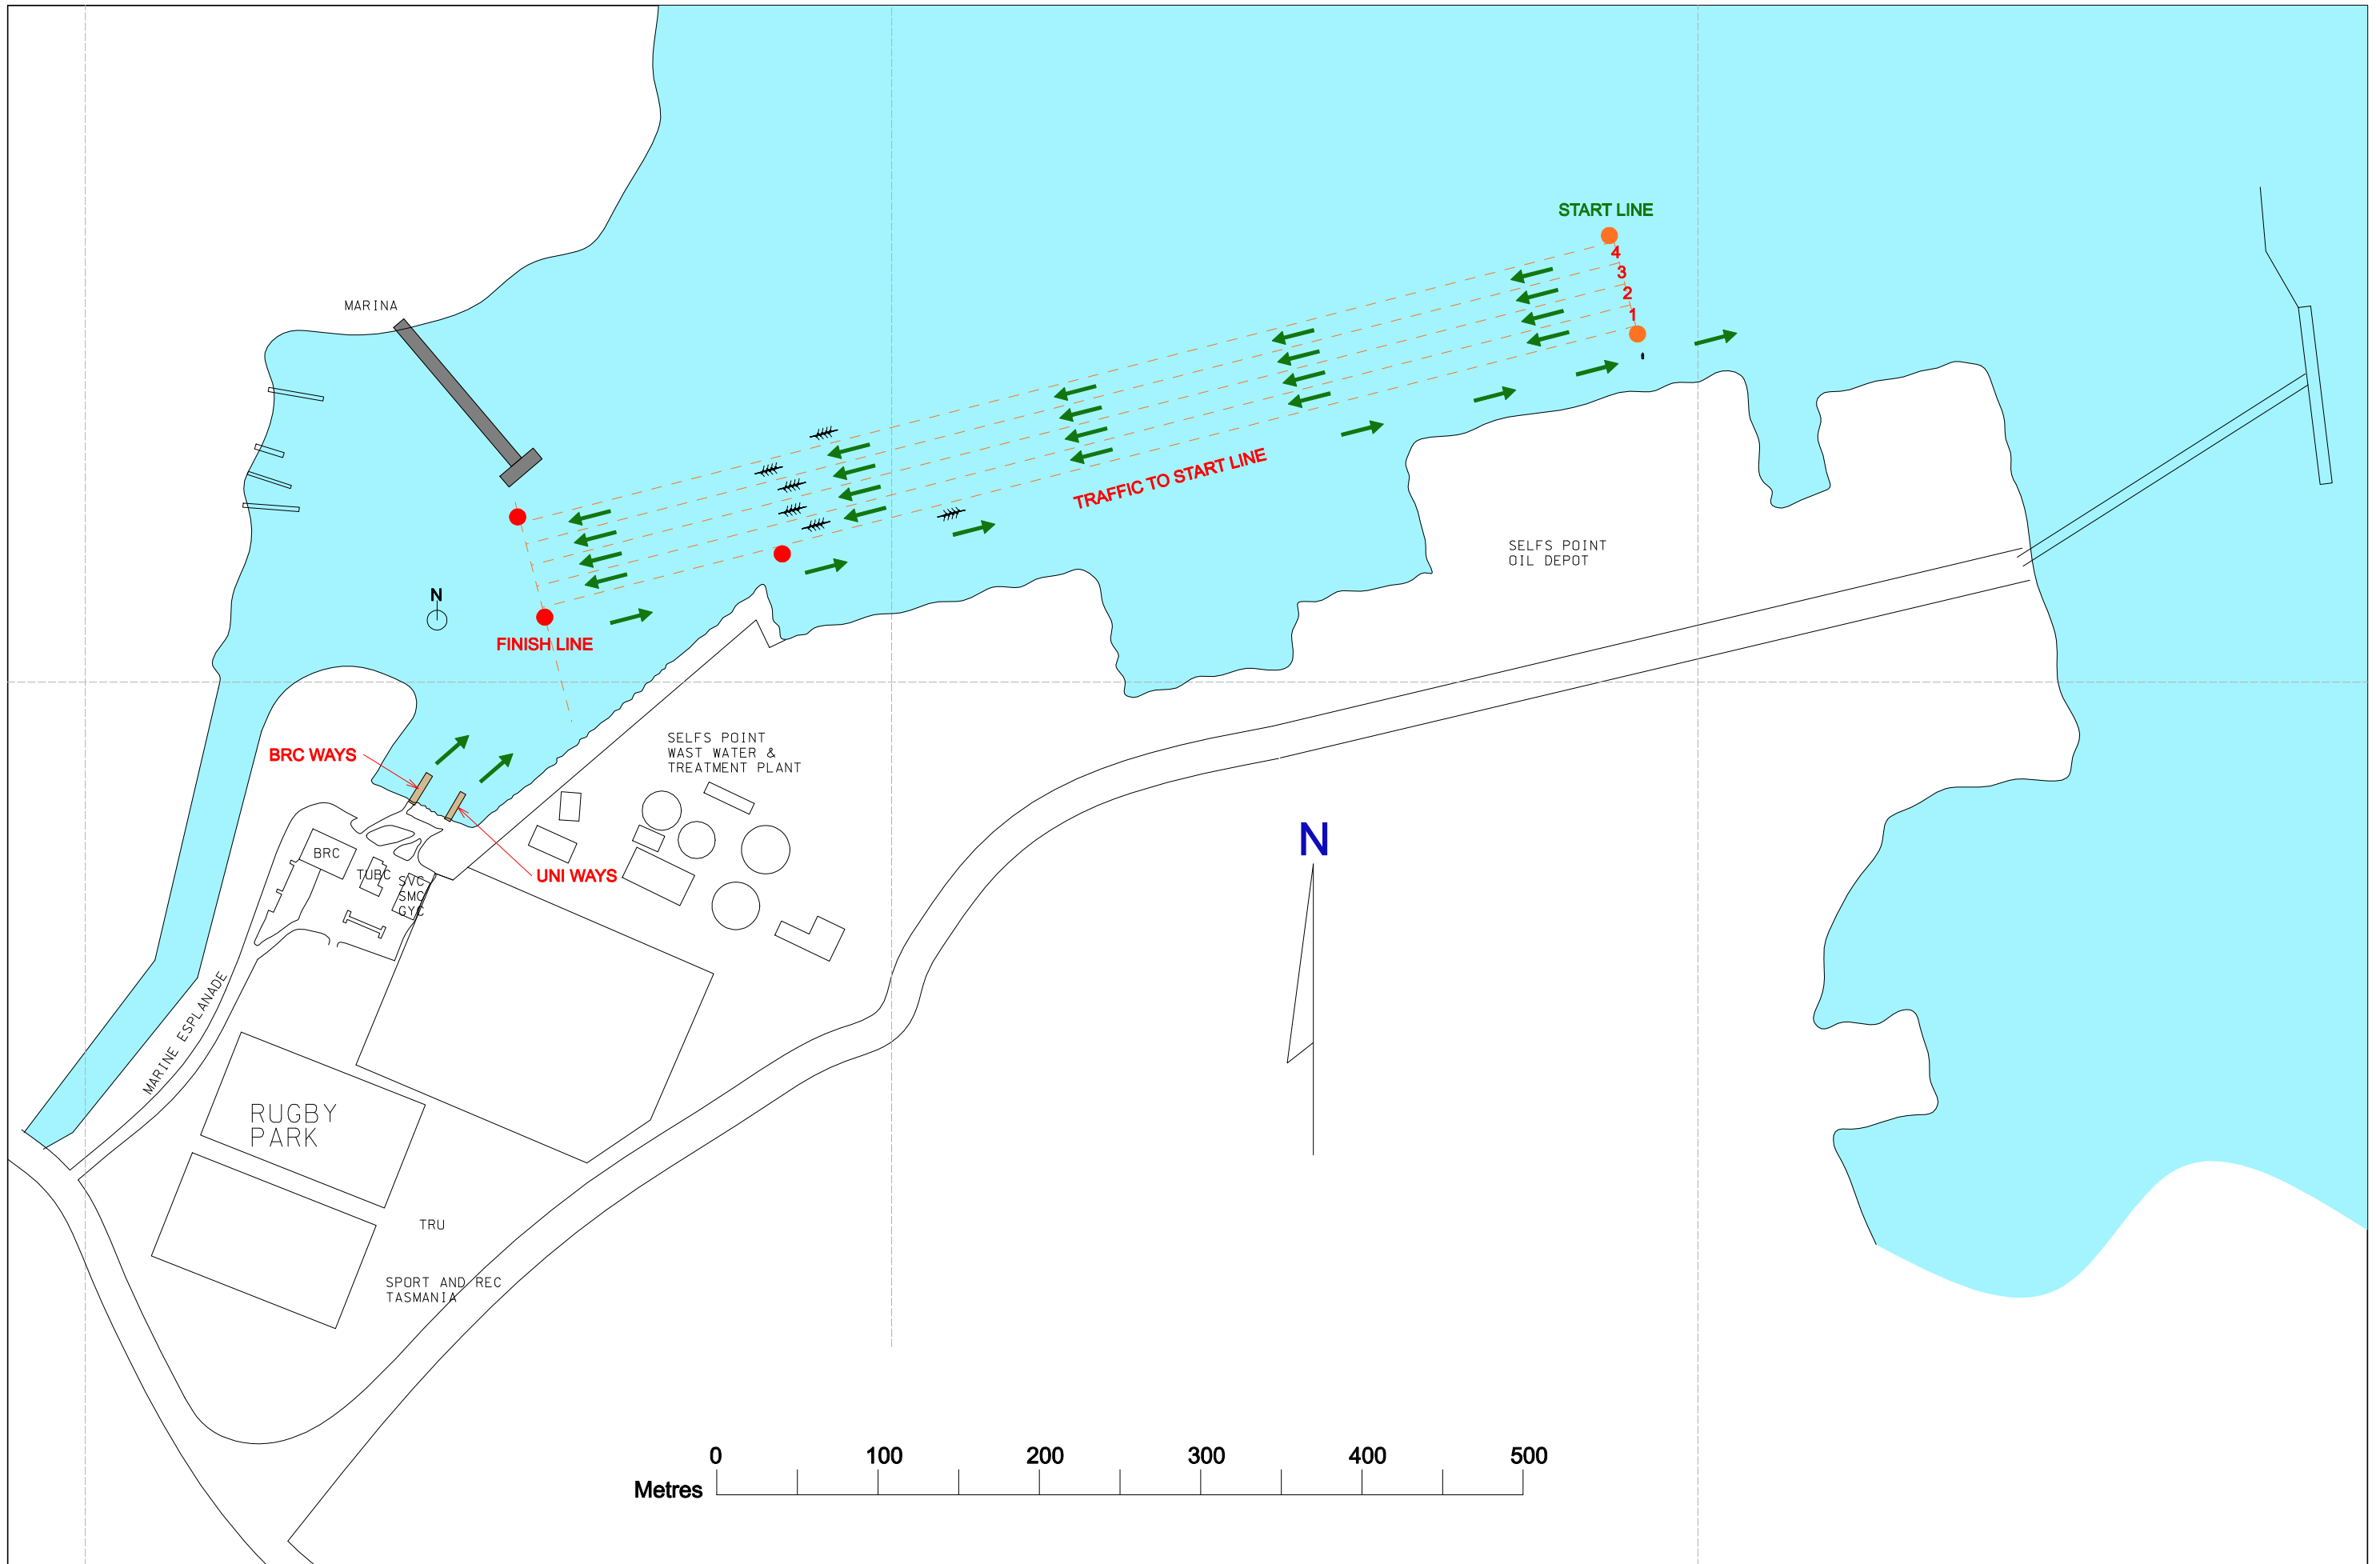 START LINE
4
3
2
1
MARINA
TRAFFIC TO START LINE
SELFS POINT
OIL DEPOT
N
FINISH LINE
SELFS POINT
WAST WATER &
TREATMENT PLANT
BRC WAYS
N
BRC
TUBC
SVC
SMC
GYC
UNI WAYS
MARINE ESPLANADE
RUGBY
PARK
TRU
SPORT AND REC
TASMANIA
0 100 200 300 400 500
Metres